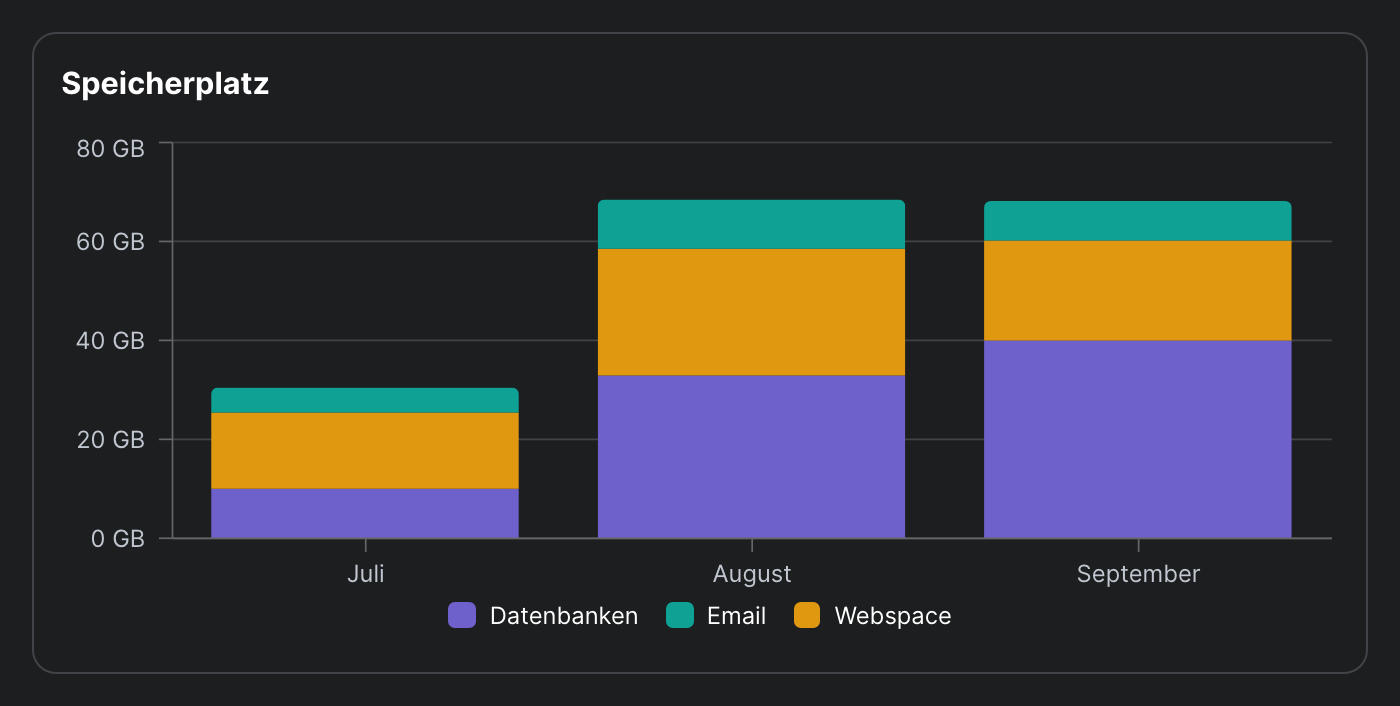 Speicherplatz
80 GB
60 GB
40 GB
20 GB
0 GB
Juli August September
Datenbanken Email Webspace